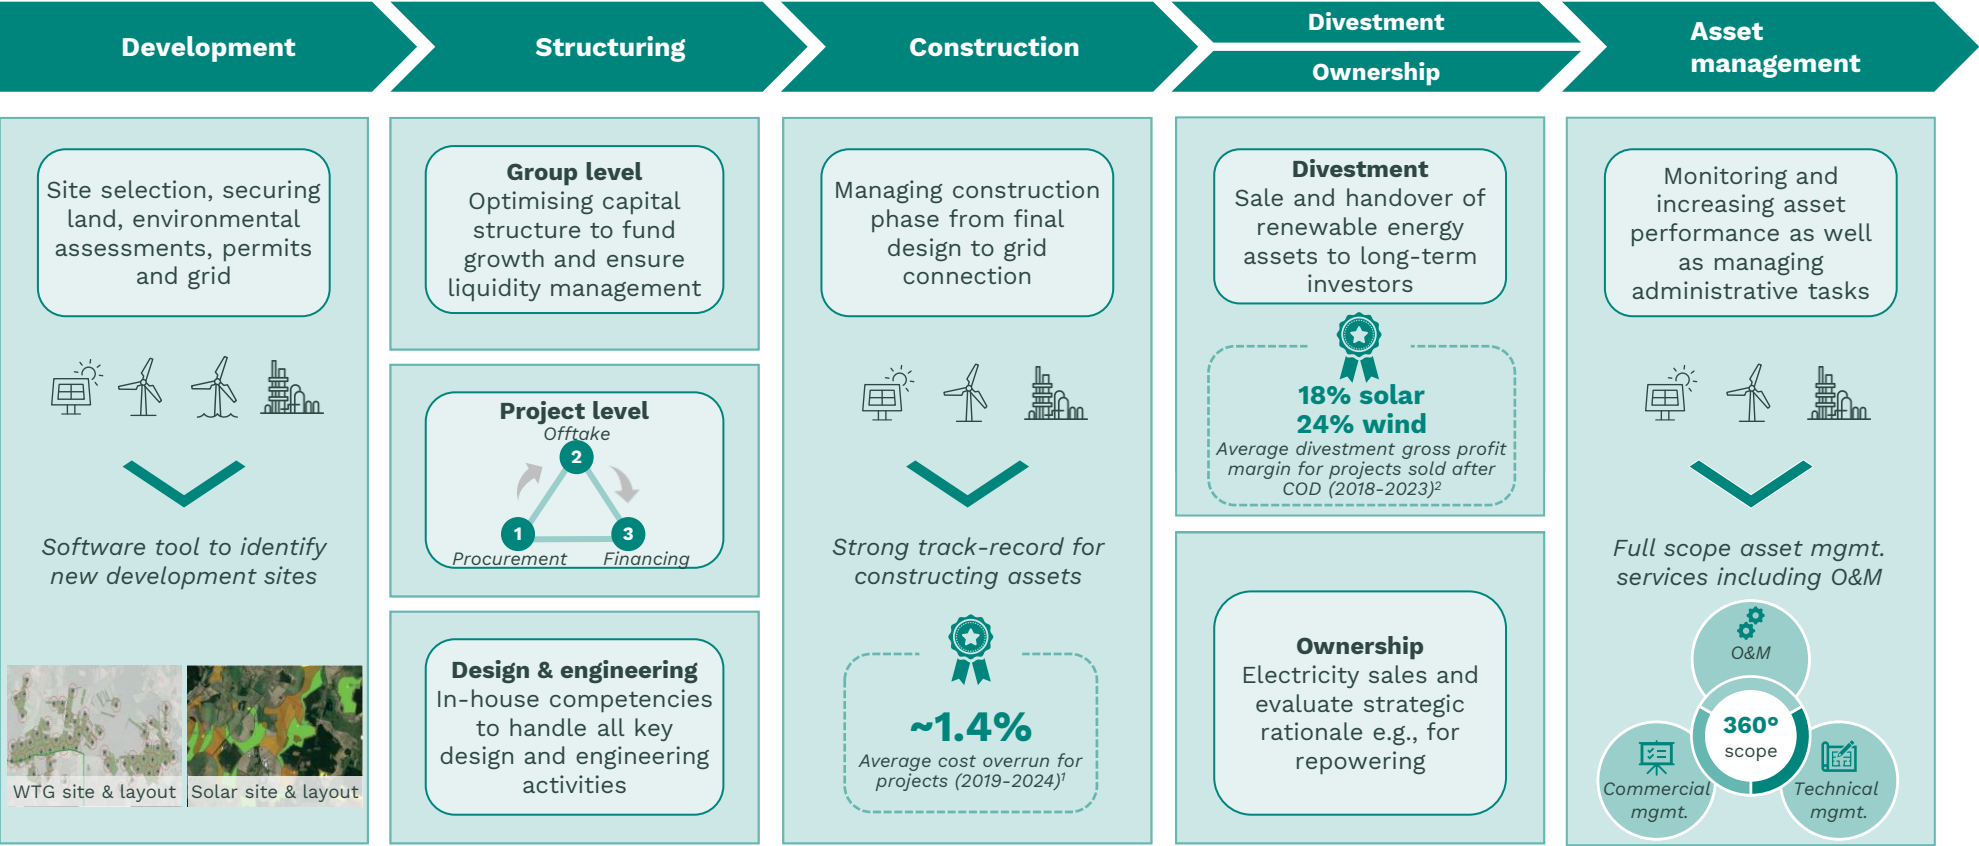 Development
Structuring
Construction
Divestment
Ownership
Asset
management
Site selection, securing
land, environmental
assessments, permits
and grid
Software tool to identify
new development sites
WTG site & layout
Solar site & layout
Group level
Optimising capital
structure to fund
growth and ensure
liquidity management
Project level
Offtake
2
1
3
Procurement
Financing
Design & engineering
In-house competencies
to handle all key
design and engineering
activities
Managing construction
phase from final
design to grid
connection
Strong track-record for
constructing assets
~1.4%
Average cost overrun for
projects (2019-2024)¹
Divestment
Sale and handover of
renewable energy
assets to long-term
investors
18% solar
24% wind
Average divestment gross profit
margin for projects sold after
COD (2018-2023)²
Ownership
Electricity sales and
evaluate strategic
rationale e.g., for
repowering
Monitoring and
increasing asset
performance as well
as managing
administrative tasks
Full scope asset mgmt.
services including O&M
O&M
360°
scope
Commercial
mgmt.
Technical
mgmt.